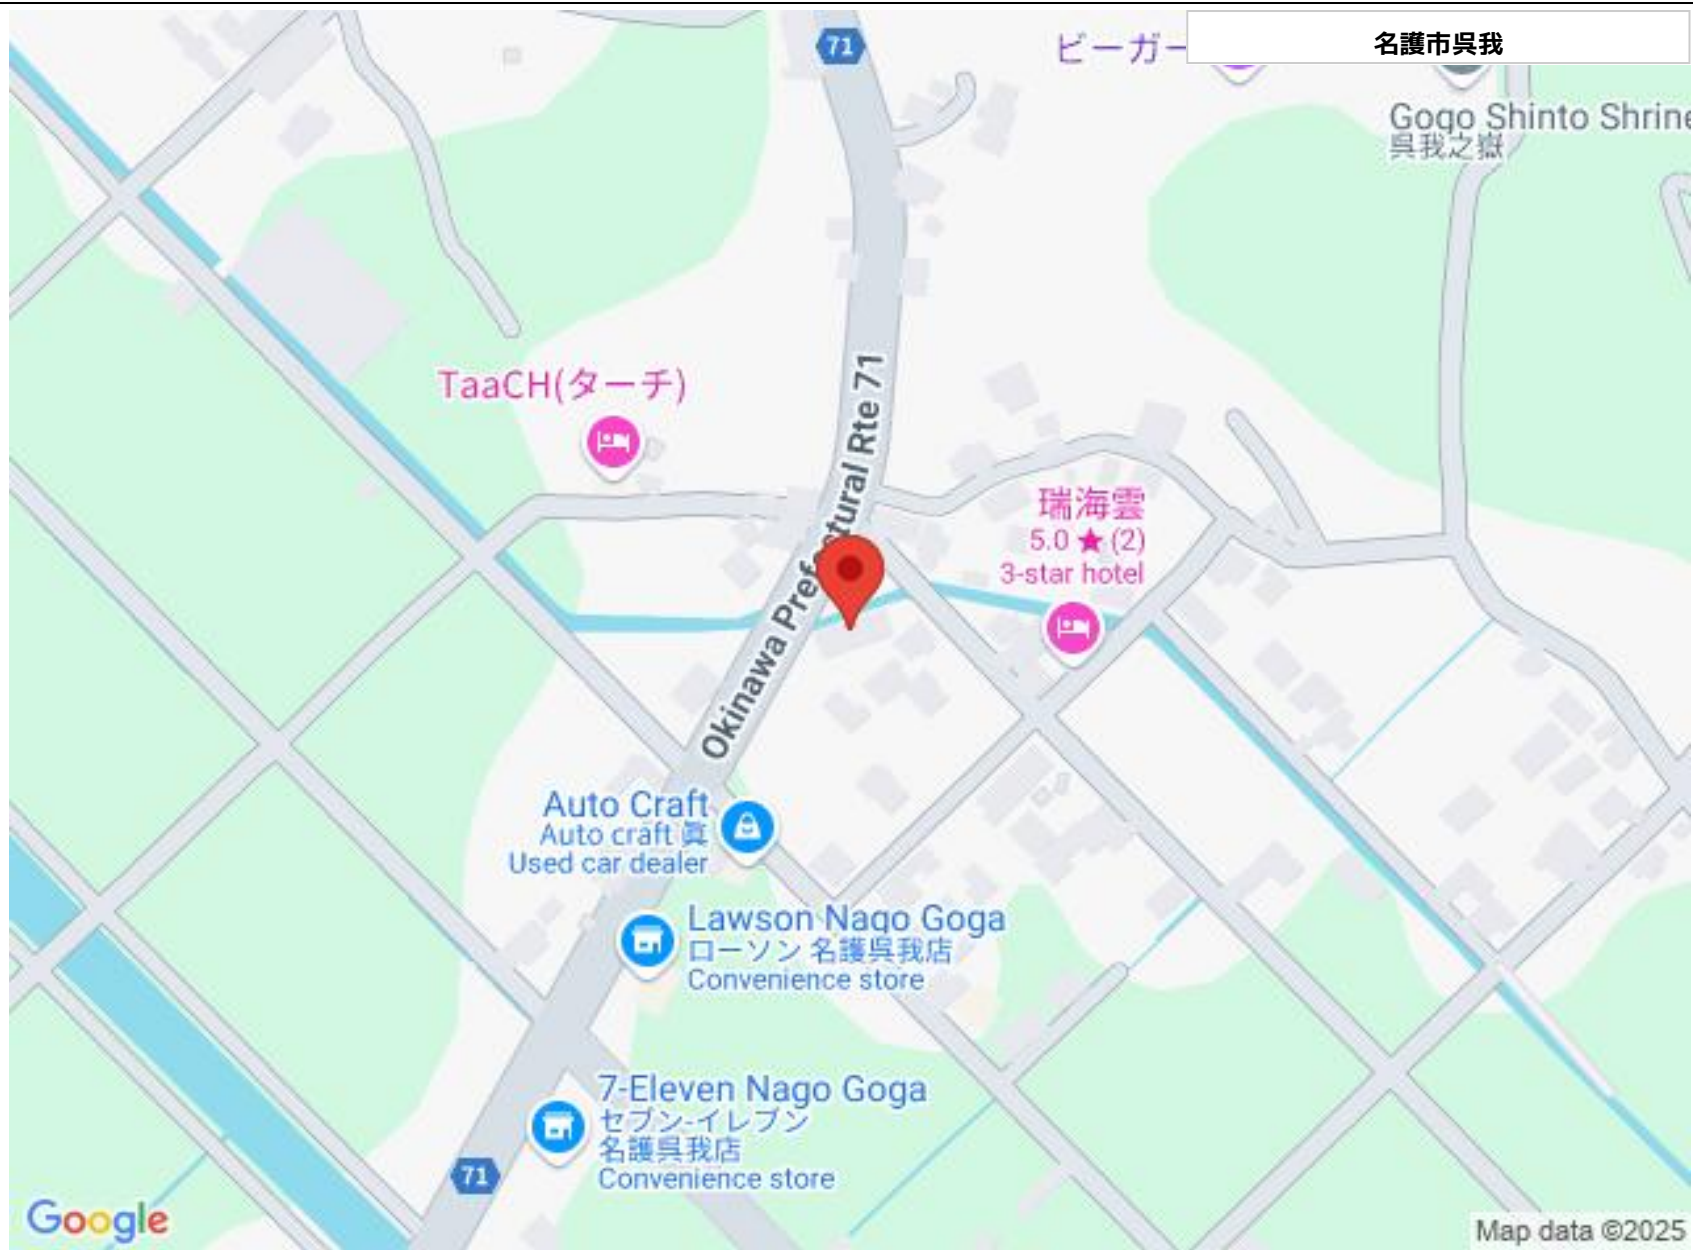 71
ビーガー
名護市呉我
Gogo Shinto Shrine
呉我之嶽
TaaCH(ターチ)
Okinawa Prefectural Rte 71
瑞海雲
5.0 ★ (2)
3-star hotel
Auto Craft
Auto craft 眞
Used car dealer
Lawson Nago Goga
ローソン 名護呉我店
Convenience store
7-Eleven Nago Goga
セブン-イレブン
名護呉我店
Convenience store
71
Google
Map data ©2025